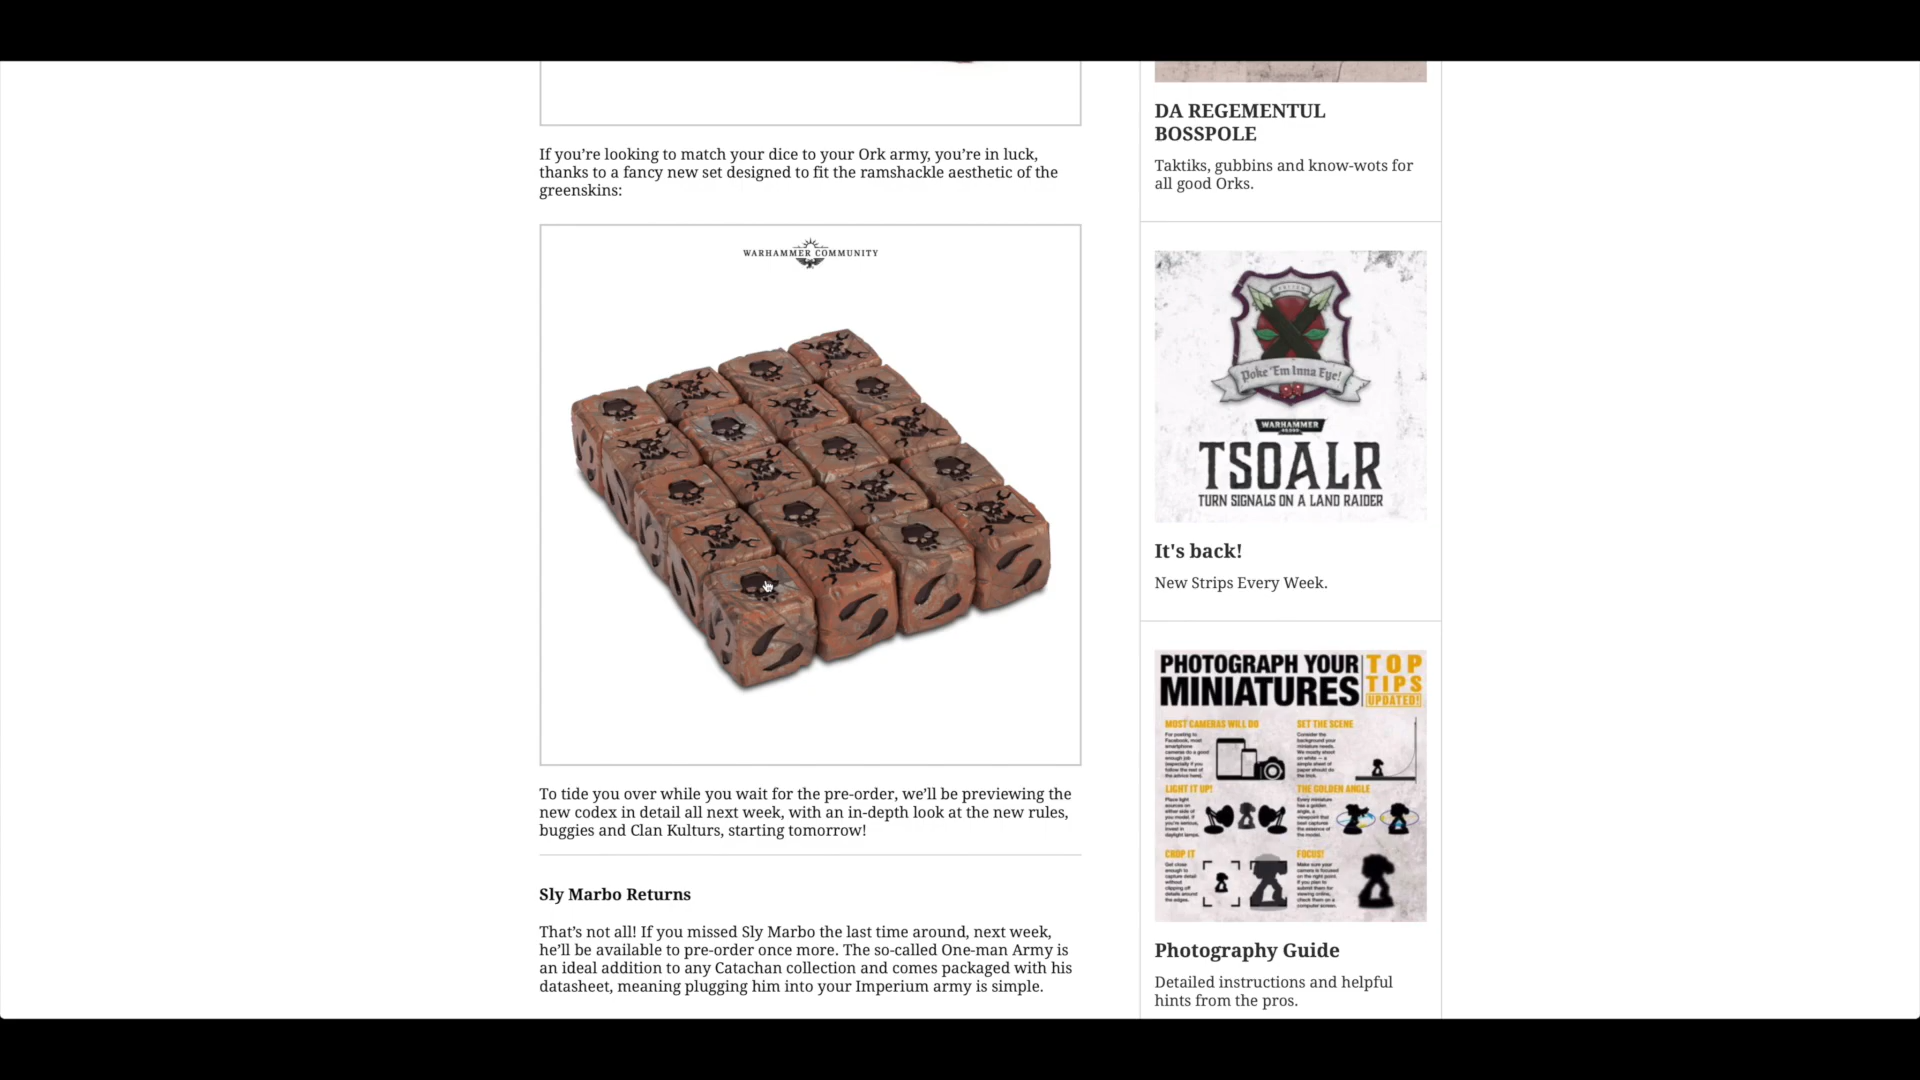 If you’re looking to match your dice to your Ork army, you’re in luck,
thanks to a fancy new set designed to fit the ramshackle aesthetic of the
greenskins:
WARHAMMER COMMUNITY
To tide you over while you wait for the pre-order, we’ll be previewing the
new codex in detail all next week, with an in-depth look at the new rules,
buggies and Clan Kulturs, starting tomorrow!
Sly Marbo Returns
That’s not all! If you missed Sly Marbo the last time around, next week,
he’ll be available to pre-order once more. The so-called One-man Army is
an ideal addition to any Catachan collection and comes packaged with his
datasheet, meaning plugging him into your Imperium army is simple.
DA REGEMENTUL
BOSSPOLE
Taktiks, gubbins and know-wots for
all good Orks.
Poke 'Em Inna Eye!
WARHAMMER
40,000
TSOALR
TURN SIGNALS ON A LAND RAIDER
It's back!
New Strips Every Week.
PHOTOGRAPH YOUR
MINIATURES
TOP
TIPS
UPDATED!
MOST CAMERAS WILL DO
SET THE SCENE
LIGHT IT UP!
THE GOLDEN ANGLE
CROP IT
FOCUS!
Photography Guide
Detailed instructions and helpful
hints from the pros.